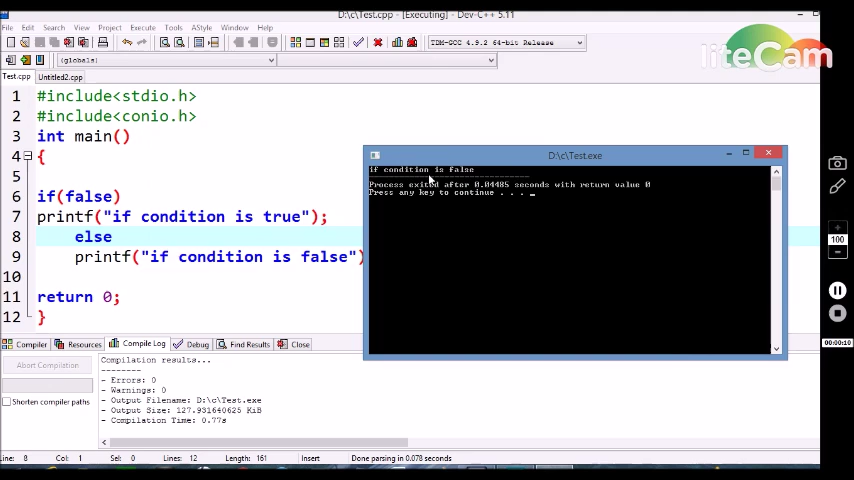 D:\c\Test.cpp - [Executing] - Dev-C++ 5.11
File Edit Search View Project Execute Tools AStyle Window Help
TDM-GCC 4.9.2 64-bit Release
(globals)
liteCam
Test.cpp Untitled2.cpp
1 #include<stdio.h>
2 #include<conio.h>
3 int main()
4 {
5
6 if(false)
7 printf("if condition is true");
8 else
9 printf("if condition is false")
10
11 return 0;
12 }
D:\c\Test.exe
if condition is false
--------------------------------
Process exited after 0.04485 seconds with return value 0
Press any key to continue . . .
100
00:00:10
Compiler Resources Compile Log Debug Find Results Close
Abort Compilation
Shorten compiler paths
Compilation results...
--------
- Errors: 0
- Warnings: 0
- Output Filename: D:\c\Test.exe
- Output Size: 127.931640625 KiB
- Compilation Time: 0.77s
Line: 8 Col: 1 Sel: 0 Lines: 12 Length: 161 Insert Done parsing in 0.078 seconds